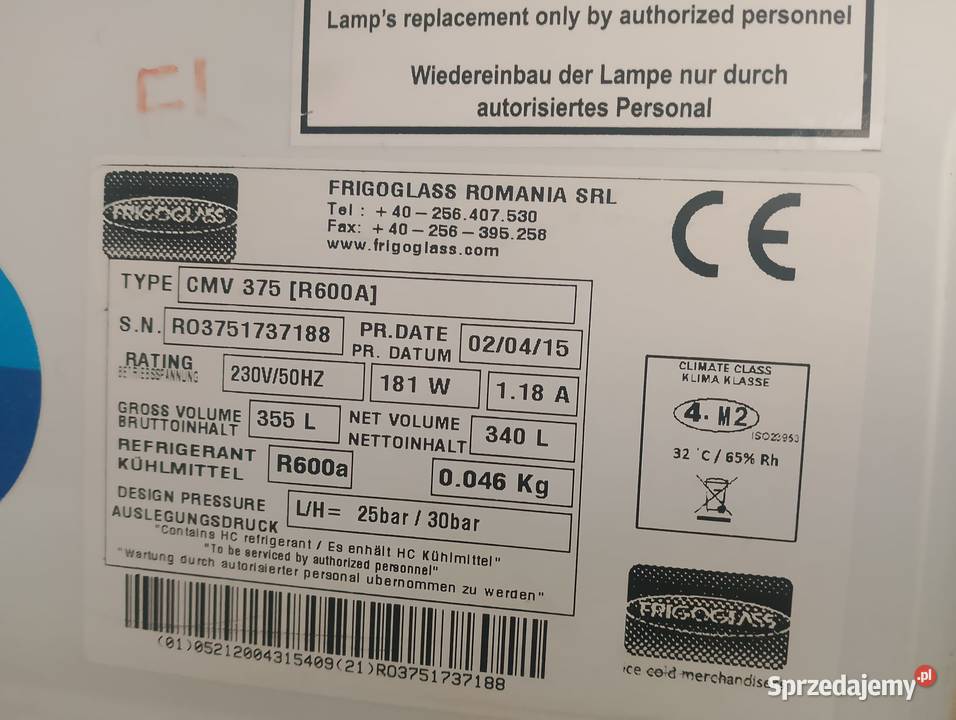 Lamp's replacement only by authorized personnel
Wiedereinbau der Lampe nur durch
autorisiertes Personal
FRIGOGLASS
FRIGOGLASS ROMANIA SRL
Tel : +40-256.407.530
Fax: +40-256-395.258
www.frigoglass.com
CE
TYPE CMV 375 [R600A]
S.N. RO3751737188 PR.DATE 02/04/15
PR. DATUM
RATING 230V/50HZ 181 W 1.18 A
BETRIEBSSPANNUNG
GROSS VOLUME 355 L NET VOLUME 340 L
BRUTTOINHALT NETTOINHALT
REFRIGERANT R600a 0.046 Kg
KÜHLMITTEL
DESIGN PRESSURE L/H= 25bar / 30bar
AUSLEGUNGSDRUCK
"Contains HC refrigerant / Es enhält HC Kühlmittel"
"To be serviced by authorized personnel"
"Wartung durch autorisierter personal ubernommen zu werden"
(01)05212004315409(21)RO3751737188
CLIMATE CLASS
KLIMA KLASSE
4. M2
ISO23953
32 °C / 65% Rh
FRIGOGLASS
ice cold merchandise
Sprzedajemy.pl